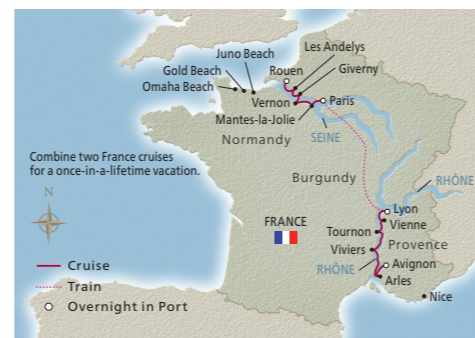 Juno Beach
Les Andelys
Gold Beach
Rouen
Giverny
Omaha Beach
Vernon
Paris
Mantes-la-Jolie
SEINE
Normandy
Combine two France cruises
for a once-in-a-lifetime vacation.
Burgundy
RHÔNE
N
Lyon
Vienne
FRANCE
Tournon
Provence
Viviers
Cruise
RHÔNE
Avignon
Train
Arles
Nice
Overnight in Port